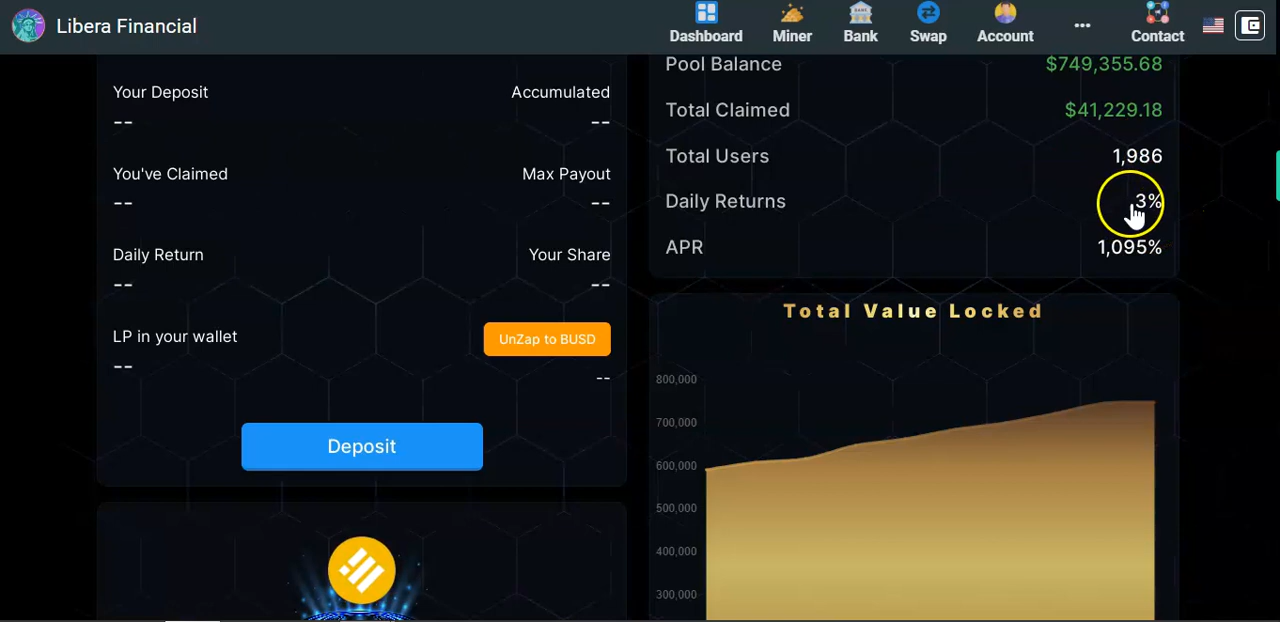 Libera Financial
Dashboard Miner Bank Swap Account ... Contact
Your Deposit Accumulated
-- --
You've Claimed Max Payout
-- --
Daily Return Your Share
-- --
LP in your wallet UnZap to BUSD
-- --
Deposit
Pool Balance $749,355.68
Total Claimed $41,229.18
Total Users 1,986
Daily Returns 3%
APR 1,095%
Total Value Locked
800,000
700,000
600,000
500,000
400,000
300,000